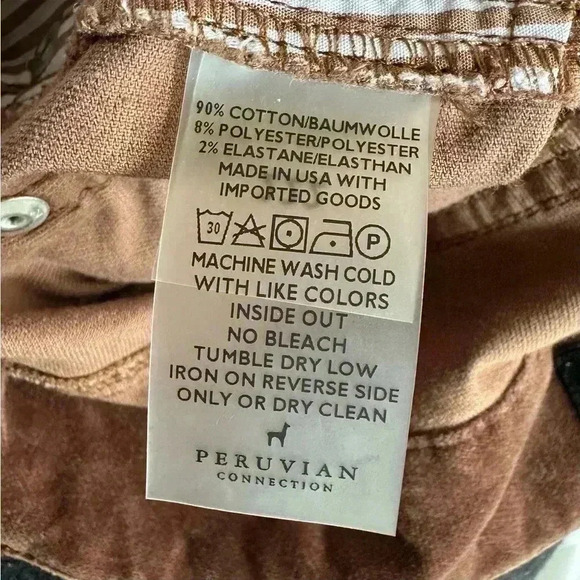 90% COTTON/BAUMWOLLE
8% POLYESTER/POLYESTER
2% ELASTANE/ELASTHAN
MADE IN USA WITH
IMPORTED GOODS
30 P
MACHINE WASH COLD
WITH LIKE COLORS
INSIDE OUT
NO BLEACH
TUMBLE DRY LOW
IRON ON REVERSE SIDE
ONLY OR DRY CLEAN
PERUVIAN
CONNECTION